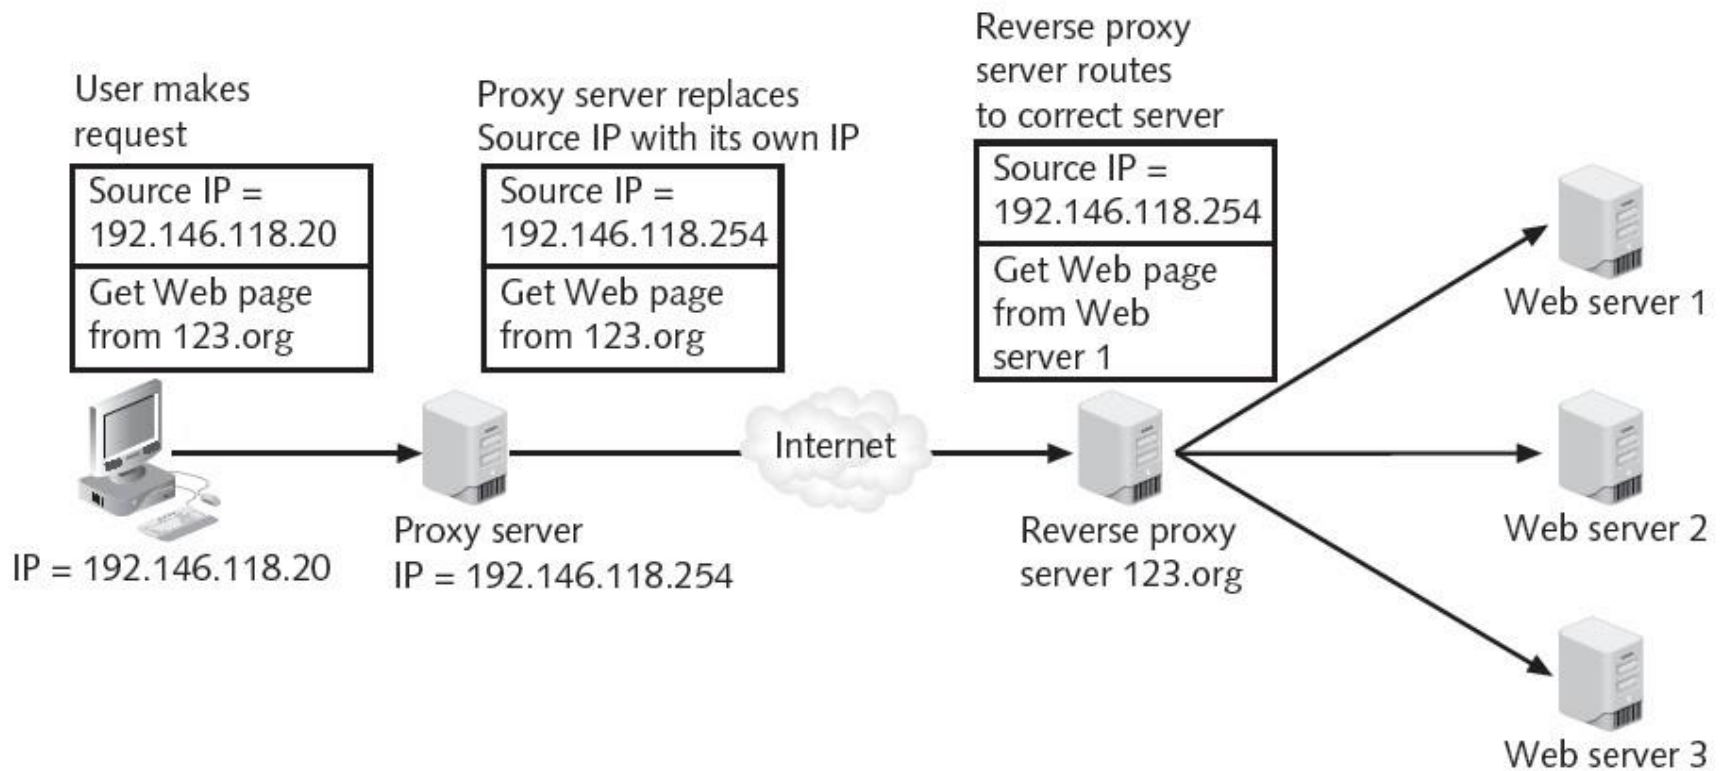 User makes
request
Source IP =
192.146.118.20
Get Web page
from 123.org
IP = 192.146.118.20
Proxy server replaces
Source IP with its own IP
Source IP =
192.146.118.254
Get Web page
from 123.org
Proxy server
IP = 192.146.118.254
Internet
Reverse proxy
server routes
to correct server
Source IP =
192.146.118.254
Get Web page
from Web
server 1
Reverse proxy
server 123.org
Web server 1
Web server 2
Web server 3